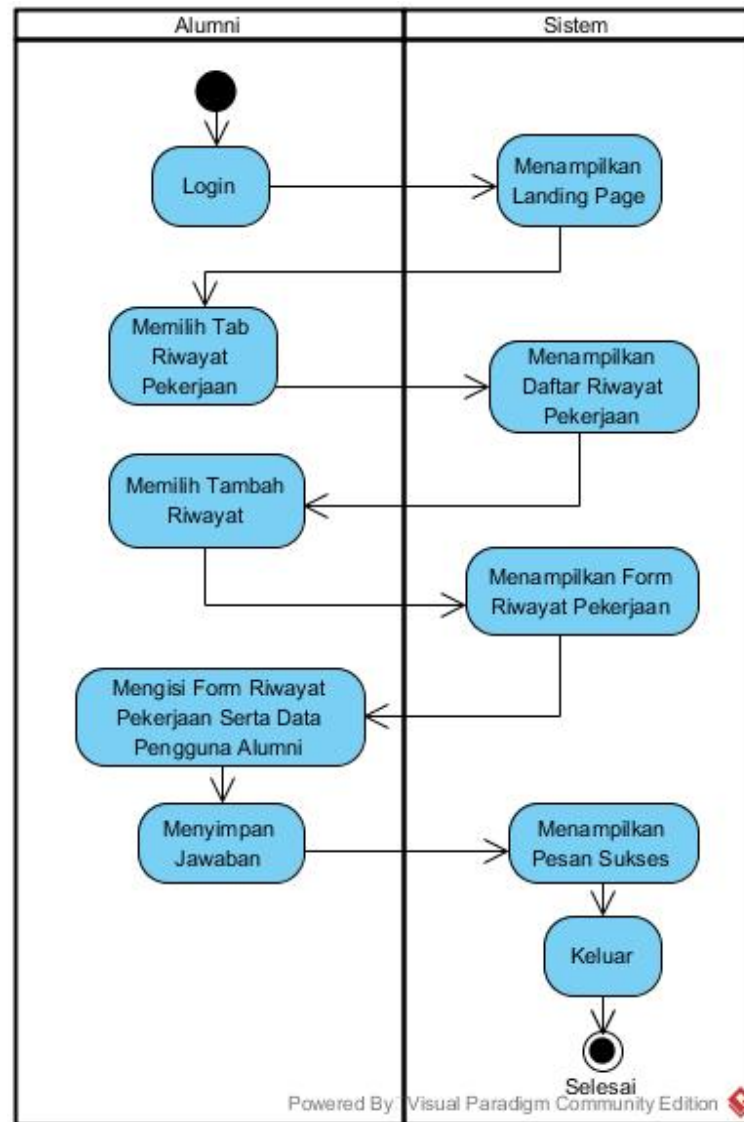 Alumni
Sistem
Login
Menampilkan
Landing Page
Memilih Tab
Riwayat
Pekerjaan
Menampilkan
Daftar Riwayat
Pekerjaan
Memilih Tambah
Riwayat
Menampilkan Form
Riwayat Pekerjaan
Mengisi Form Riwayat
Pekerjaan Serta Data
Pengguna Alumni
Menyimpan
Jawaban
Menampilkan
Pesan Sukses
Keluar
Selesai
Powered By Visual Paradigm Community Edition